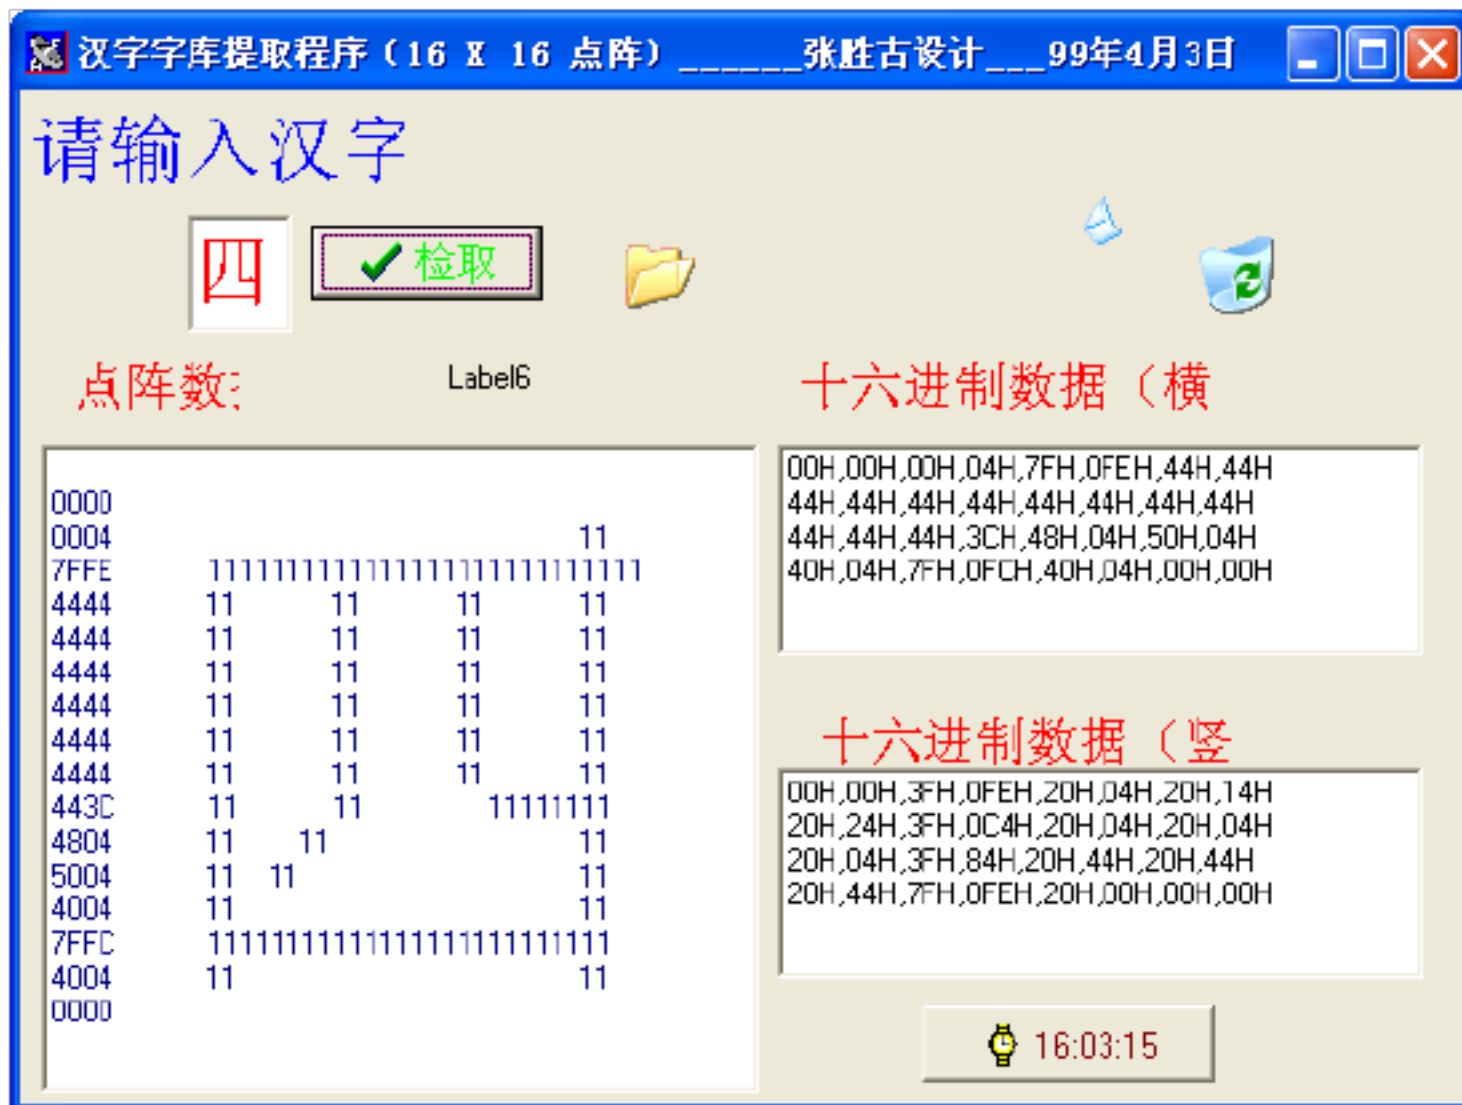 汉字字库提取程序（16 X 16 点阵）______张胜古设计___99年4月3日
请输入汉字
四
检取
点阵数
Label6
十六进制数据（横
0000
0004 11
7FFE 1111111111111111111111111111
4444 11 11 11 11
4444 11 11 11 11
4444 11 11 11 11
4444 11 11 11 11
4444 11 11 11 11
4444 11 11 11 11
443C 11 11 11111111
4804 11 11 11
5004 11 11 11
4004 11 11
7FFC 11111111111111111111111111
4004 11 11
0000
00H,00H,00H,04H,7FH,0FEH,44H,44H
44H,44H,44H,44H,44H,44H,44H,44H
44H,44H,44H,3CH,48H,04H,50H,04H
40H,04H,7FH,0FCH,40H,04H,00H,00H
十六进制数据（竖
00H,00H,3FH,0FEH,20H,04H,20H,14H
20H,24H,3FH,0C4H,20H,04H,20H,04H
20H,04H,3FH,84H,20H,44H,20H,44H
20H,44H,7FH,0FEH,20H,00H,00H,00H
16:03:15